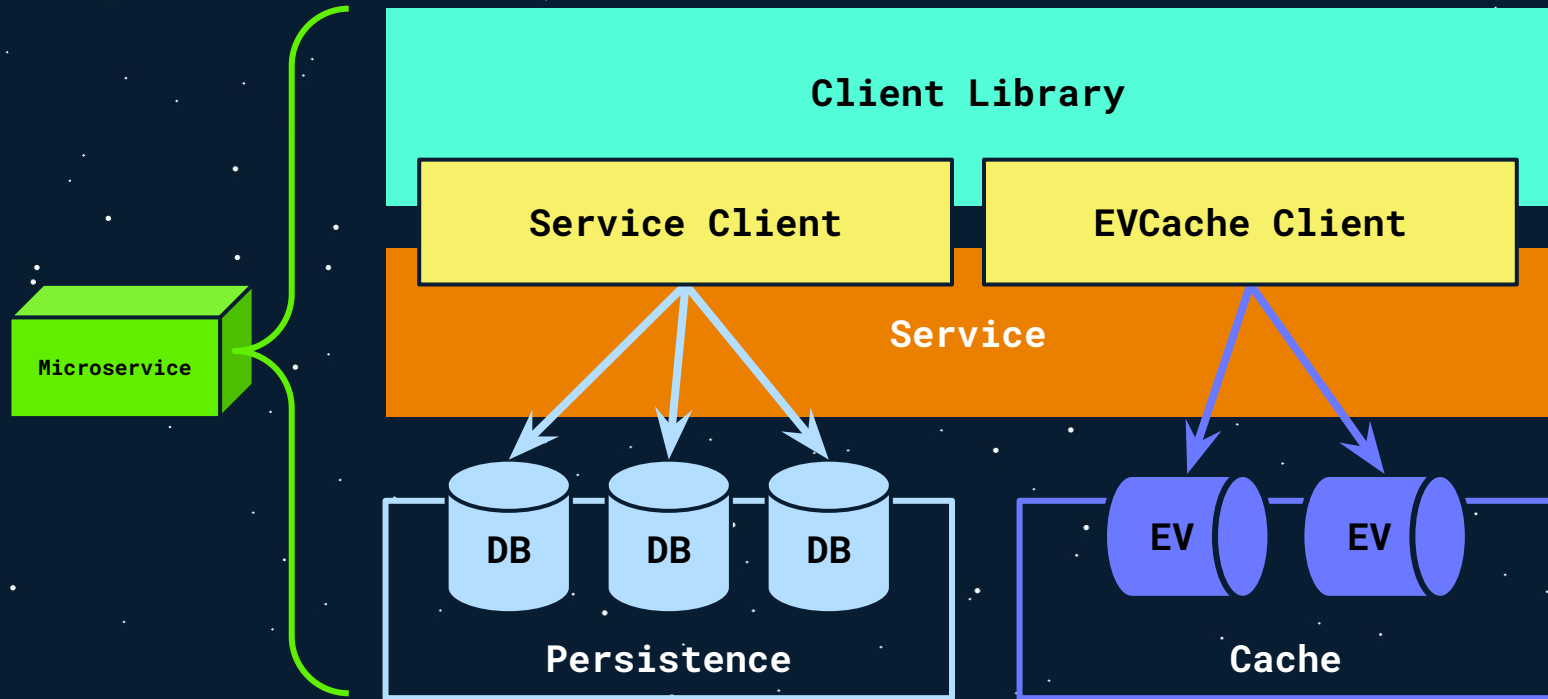 Client Library
Service Client
EVCache Client
Service
Microservice
DB
DB
DB
EV
EV
Persistence
Cache